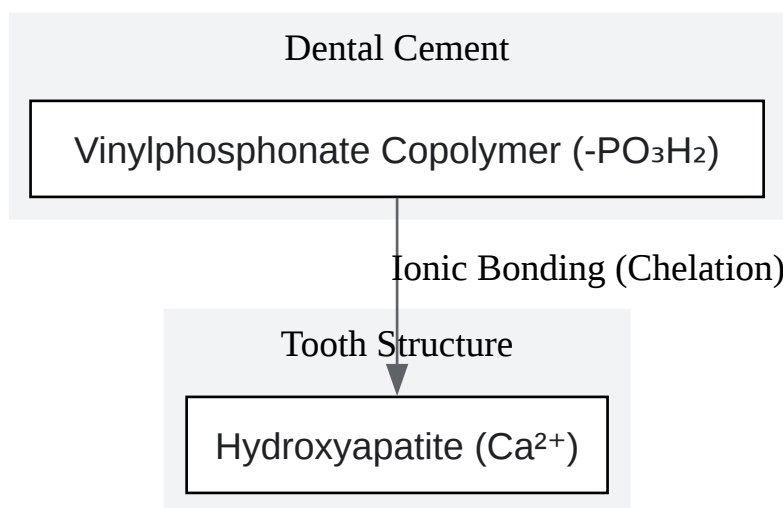 Dental Cement
Vinylphosphonate Copolymer (-PO₃H₂)
Ionic Bonding (Chelation)
Tooth Structure
Hydroxyapatite (Ca²⁺)